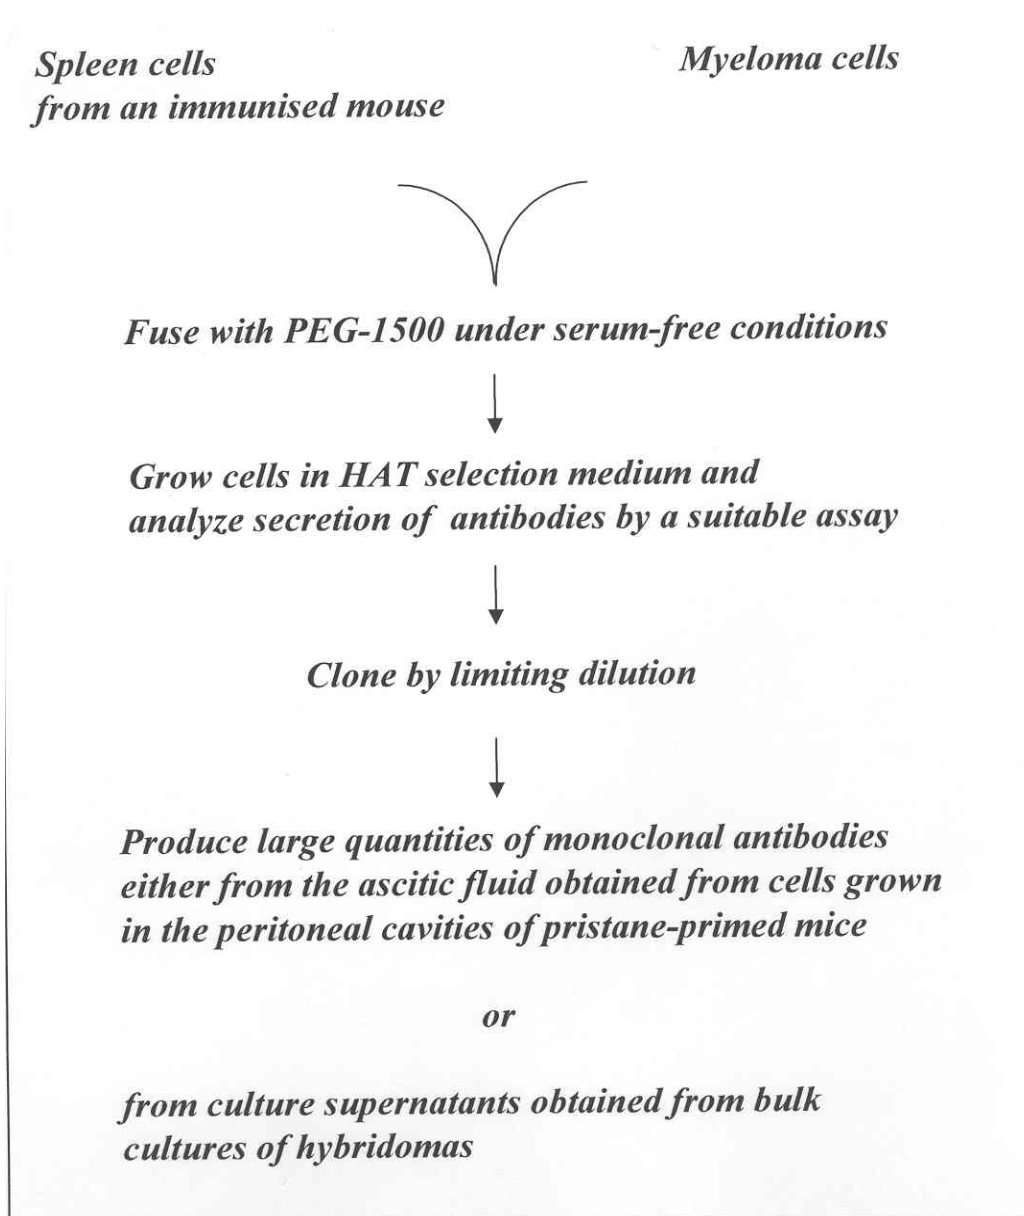 Spleen cells
from an immunised mouse
Myeloma cells
Fuse with PEG-1500 under serum-free conditions
Grow cells in HAT selection medium and
analyze secretion of antibodies by a suitable assay
Clone by limiting dilution
Produce large quantities of monoclonal antibodies
either from the ascitic fluid obtained from cells grown
in the peritoneal cavities of pristane-primed mice
or
from culture supernatants obtained from bulk
cultures of hybridomas